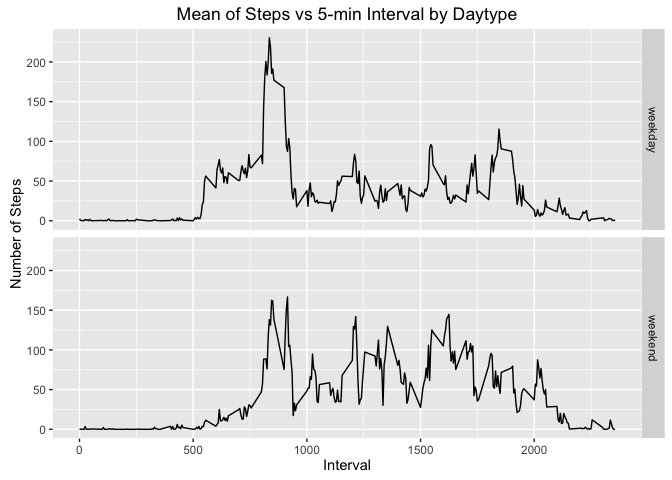 Mean of Steps vs 5-min Interval by Daytype
Number of Steps
200
150
100
50
0
weekday
200
150
100
50
0
weekend
0 500 1000 1500 2000
Interval